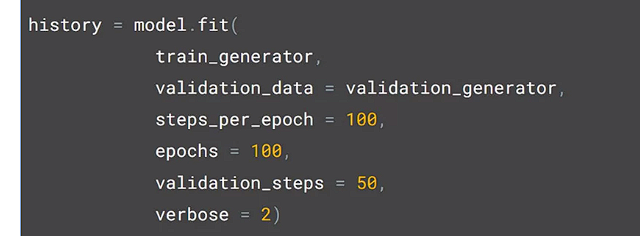 history = model.fit(
train_generator,
validation_data = validation_generator,
steps_per_epoch = 100,
epochs = 100,
validation_steps = 50,
verbose = 2)